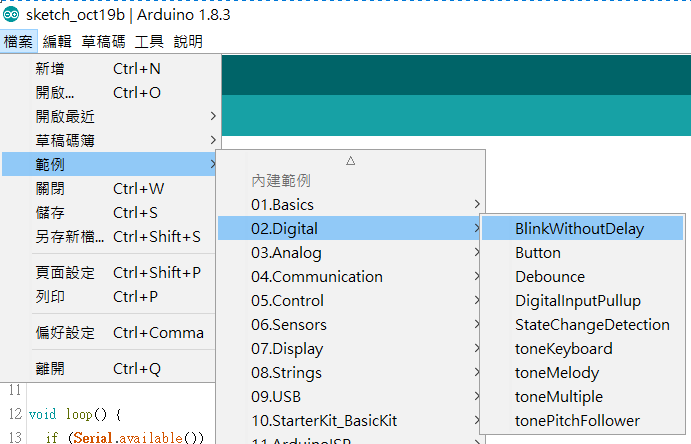 sketch_oct19b | Arduino 1.8.3
檔案 編輯 草稿碼 工具 說明
新增 Ctrl+N
開啟... Ctrl+O
開啟最近
草稿碼簿
範例
關閉 Ctrl+W
儲存 Ctrl+S
另存新檔... Ctrl+Shift+S
頁面設定 Ctrl+Shift+P
列印 Ctrl+P
偏好設定 Ctrl+Comma
離開 Ctrl+Q
內建範例
01.Basics
02.Digital
03.Analog
04.Communication
05.Control
06.Sensors
07.Display
08.Strings
09.USB
10.StarterKit_BasicKit
11.ArduinoISP
BlinkWithoutDelay
Button
Debounce
DigitalInputPullup
StateChangeDetection
toneKeyboard
toneMelody
toneMultiple
tonePitchFollower
11
12 void loop() {
13 if (Serial.available())